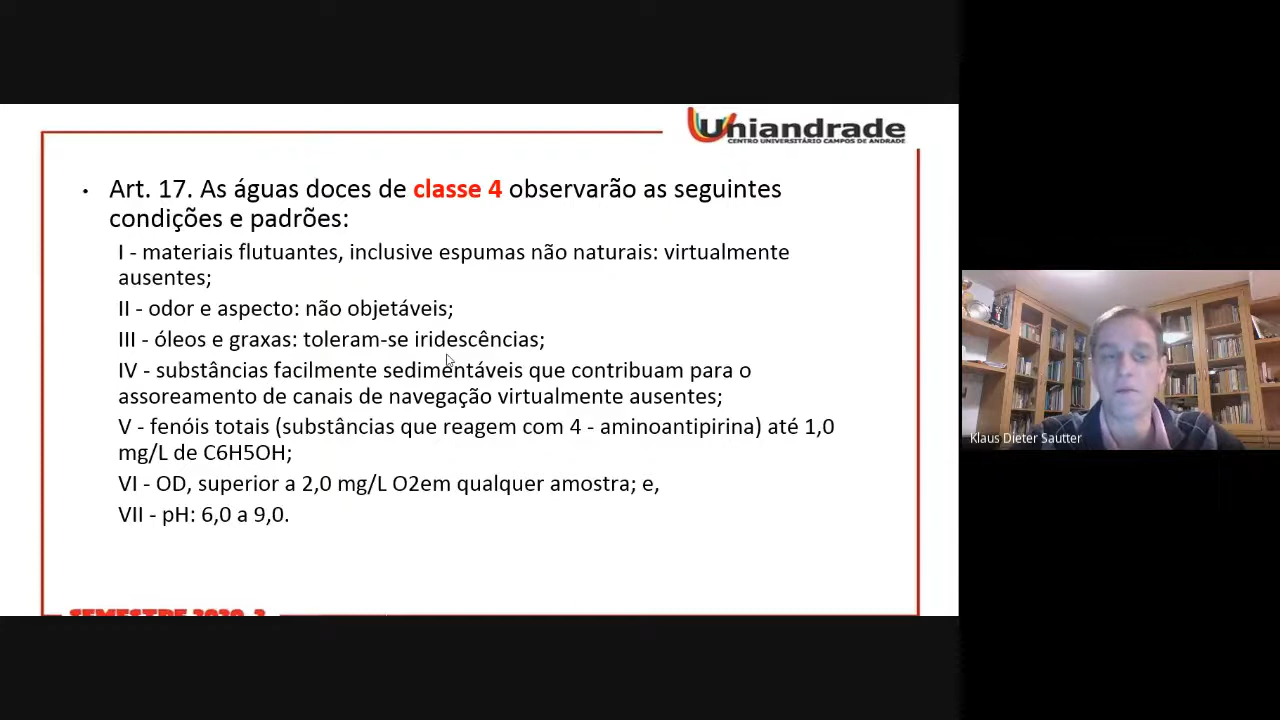 Uniandrade
CENTRO UNIVERSITÁRIO CAMPOS DE ANDRADE
• Art. 17. As águas doces de classe 4 observarão as seguintes
condições e padrões:
I - materiais flutuantes, inclusive espumas não naturais: virtualmente
ausentes;
II - odor e aspecto: não objetáveis;
III - óleos e graxas: toleram-se iridescências;
IV - substâncias facilmente sedimentáveis que contribuam para o
assoreamento de canais de navegação virtualmente ausentes;
V - fenóis totais (substâncias que reagem com 4 - aminoantipirina) até 1,0
mg/L de C6H5OH;
VI - OD, superior a 2,0 mg/L O2em qualquer amostra; e,
VII - pH: 6,0 a 9,0.
SEMESTRE 2020-2
Klaus Dieter Sautter